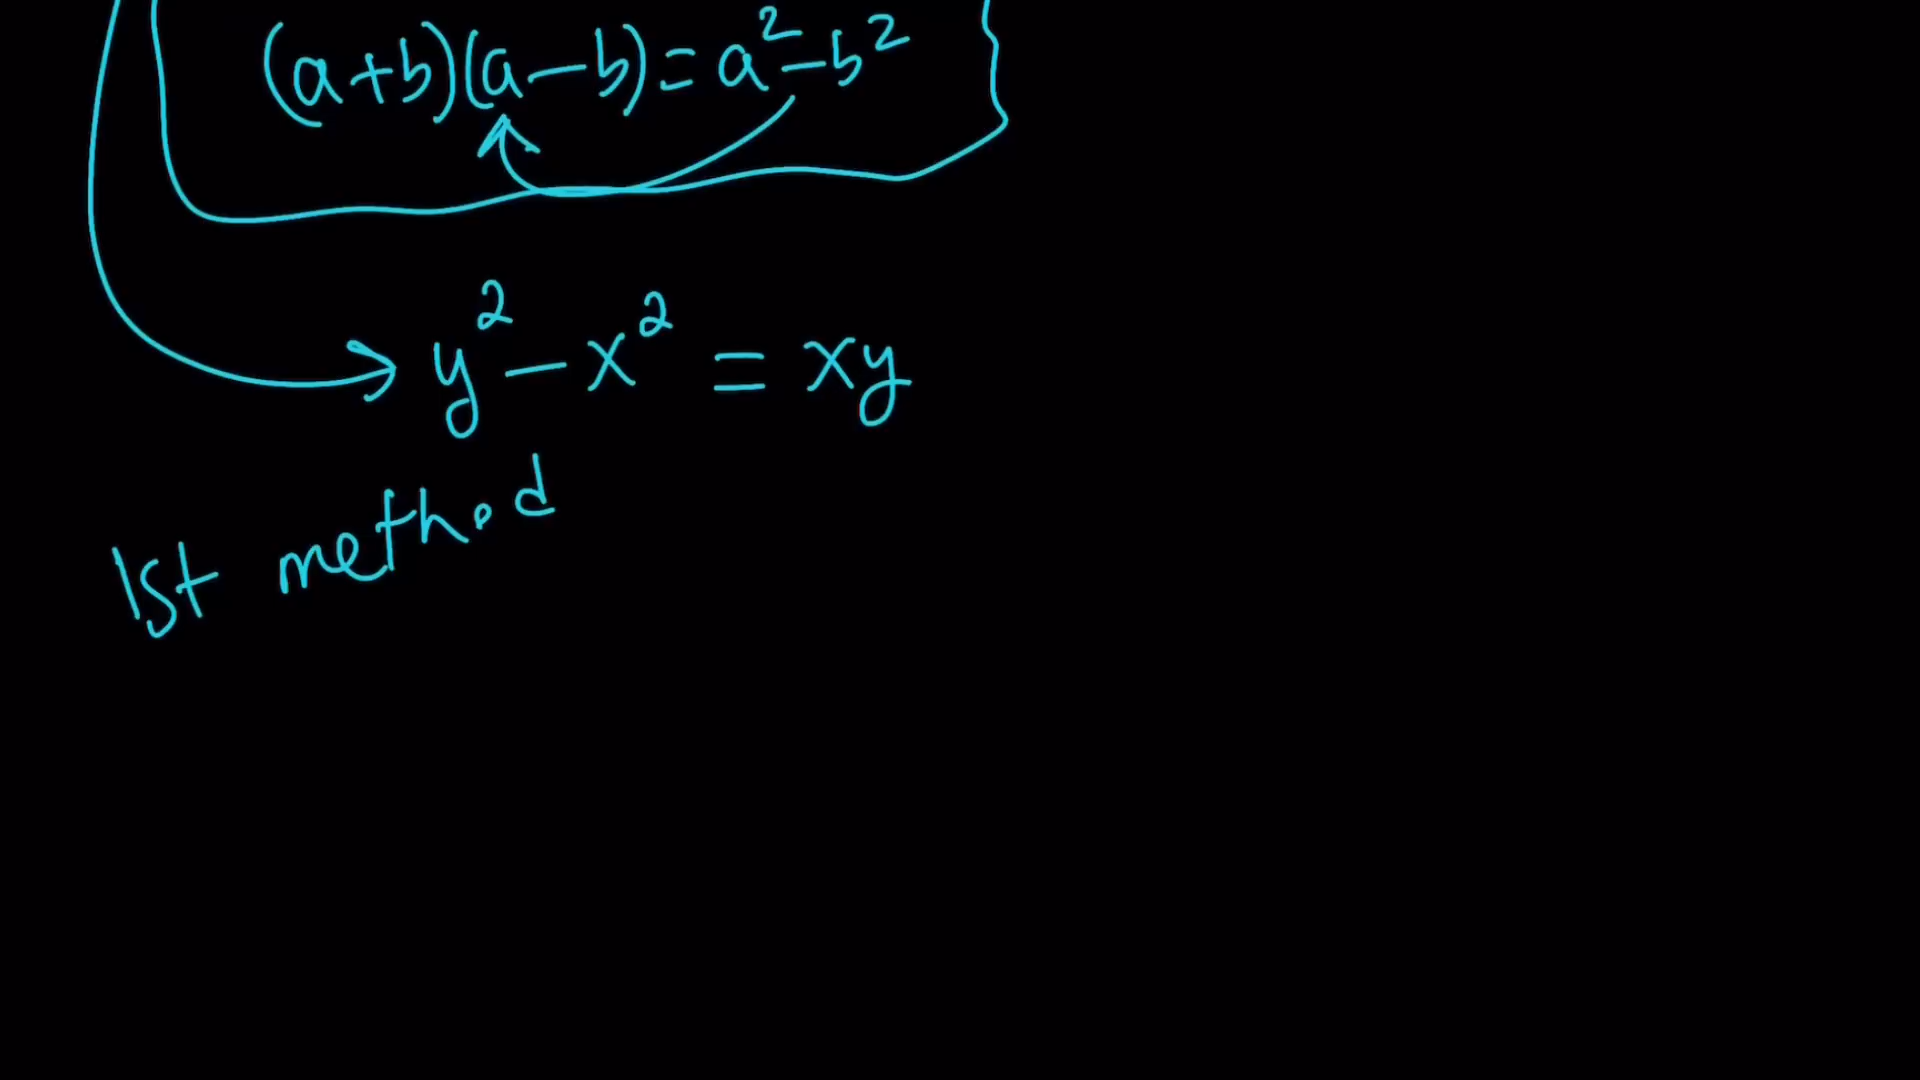 (a+b)(a-b)=a²-b²
y²-x² = xy
1st method